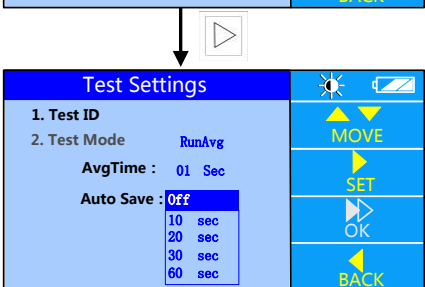 BACK
Test Settings
1. Test ID
2. Test Mode RunAvg
AvgTime : 01 Sec
Auto Save : Off
10 sec
20 sec
30 sec
60 sec
MOVE
SET
OK
BACK